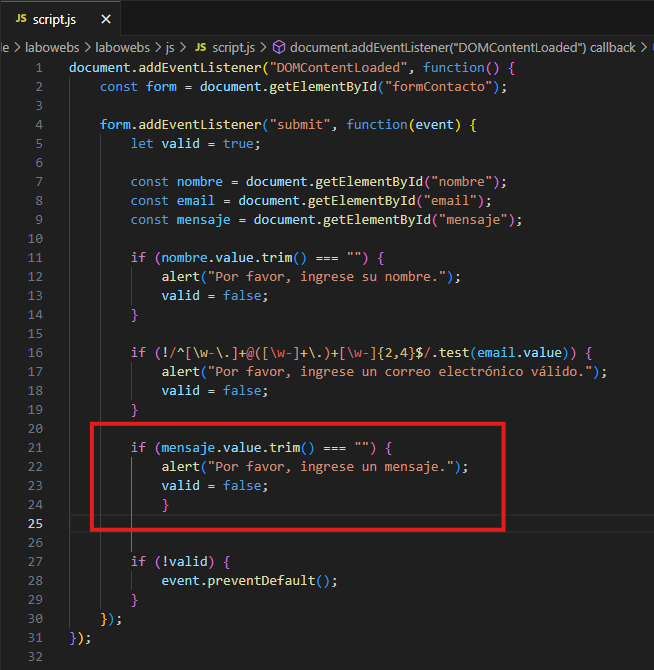 JS script.js ×
le > labowebs > labowebs > js > JS script.js > document.addEventListener("DOMContentLoaded") callback >
1 document.addEventListener("DOMContentLoaded", function() {
2     const form = document.getElementById("formContacto");
3
4     form.addEventListener("submit", function(event) {
5         let valid = true;
6
7         const nombre = document.getElementById("nombre");
8         const email = document.getElementById("email");
9         const mensaje = document.getElementById("mensaje");
10
11         if (nombre.value.trim() === "") {
12             alert("Por favor, ingrese su nombre.");
13             valid = false;
14         }
15
16         if (!/^[\w-\.]+@([\w-]+\.)+[\w-]{2,4}$/.test(email.value)) {
17             alert("Por favor, ingrese un correo electrónico válido.");
18             valid = false;
19         }
20
21         if (mensaje.value.trim() === "") {
22             alert("Por favor, ingrese un mensaje.");
23             valid = false;
24             }
25
26
27         if (!valid) {
28             event.preventDefault();
29         }
30     });
31 });
32